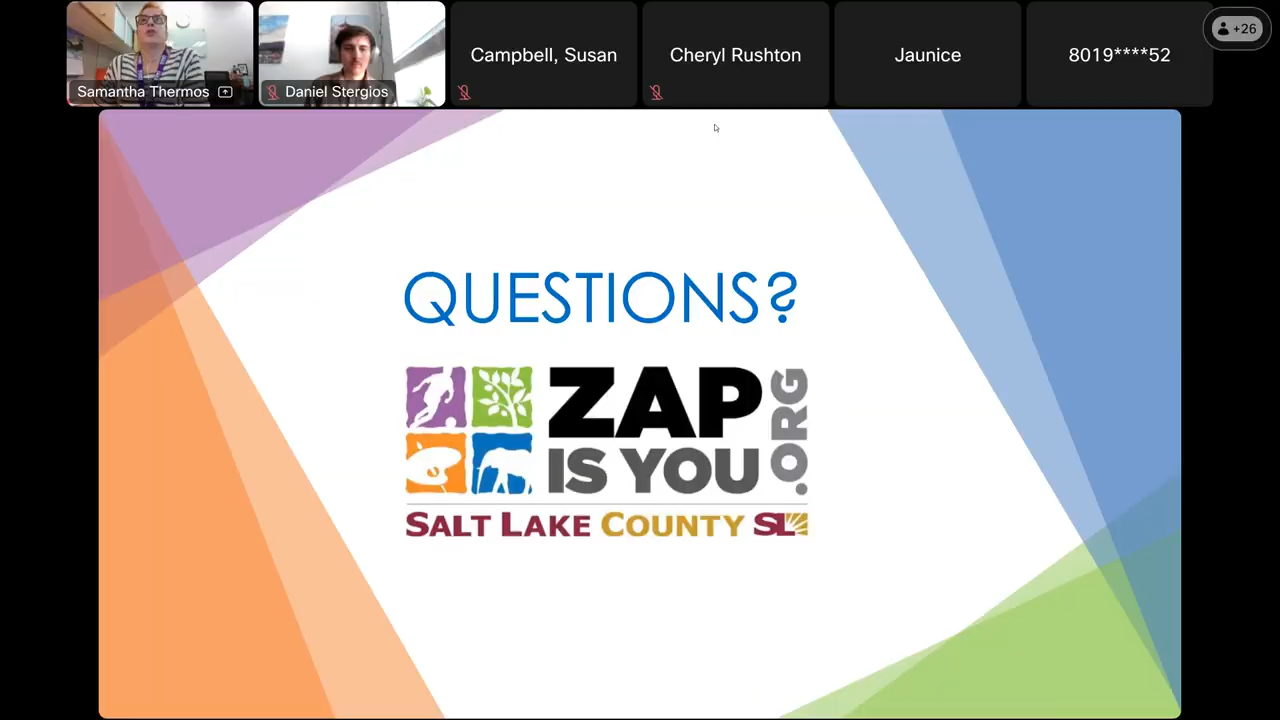 Samantha Thermos
Daniel Stergios
Campbell, Susan
Cheryl Rushton
Jaunice
8019****52
+26
QUESTIONS?
ZAP
IS YOU
.ORG
SALT LAKE COUNTY SL